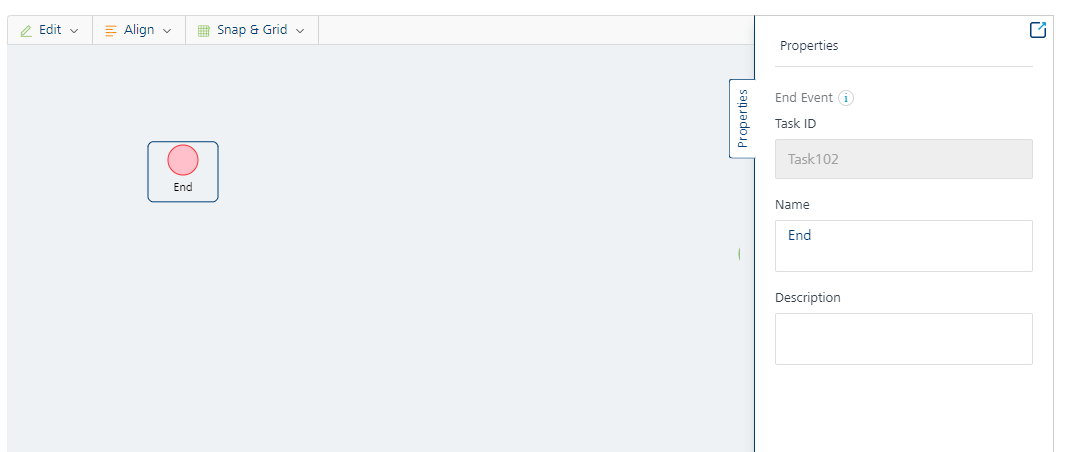 Edit
Align
Snap & Grid
Properties
Properties
End Event
i
Task ID
Task102
Name
End
Description
End